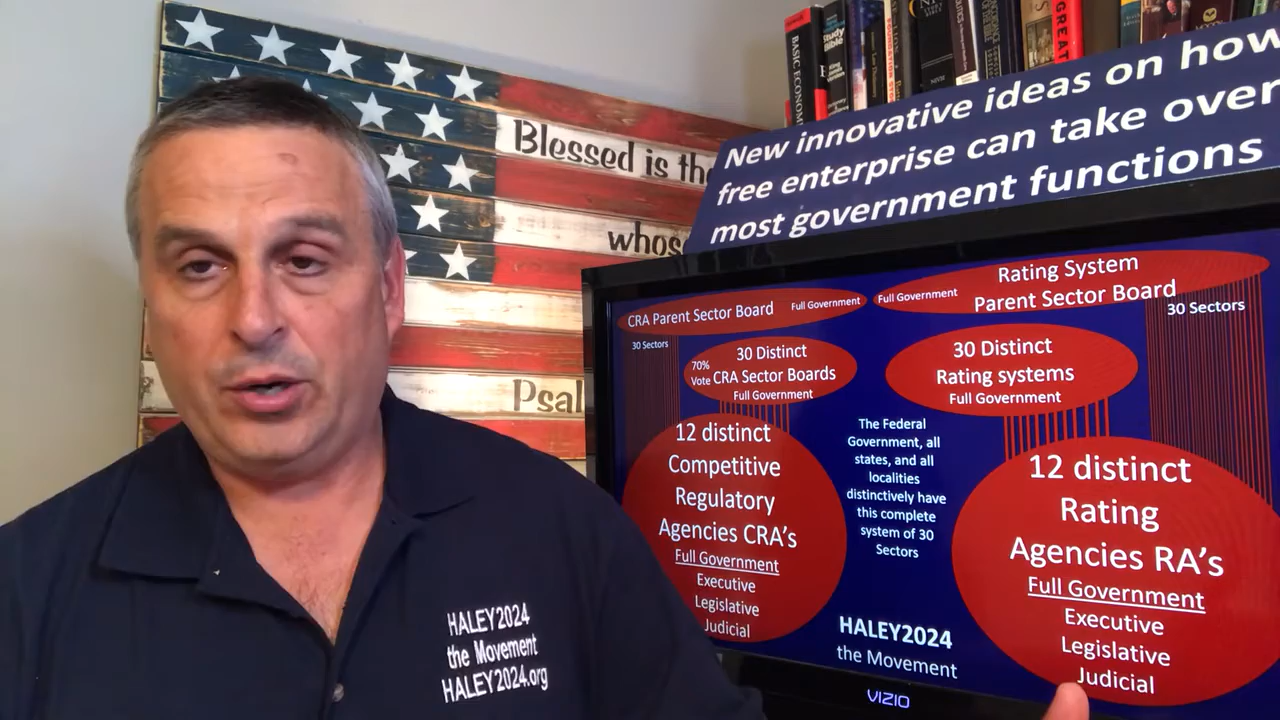 Blessed is the
whose
Psal
BASIC ECONOM
Study
Bible
GREAT
New innovative ideas on how
free enterprise can take over
most government functions
CRA Parent Sector Board Full Government
30 Sectors
70%
Vote
30 Distinct
CRA Sector Boards
Full Government
12 distinct
Competitive
Regulatory
Agencies CRA's
Full Government
Executive
Legislative
Judicial
The Federal
Government, all
states, and all
localities
distinctively have
this complete
system of 30
Sectors
HALEY2024
the Movement
Full Government
Rating System
Parent Sector Board
30 Sectors
30 Distinct
Rating systems
Full Government
12 distinct
Rating
Agencies RA's
Full Government
Executive
Legislative
Judicial
VIZIO
HALEY2024
the Movement
HALEY2024.org